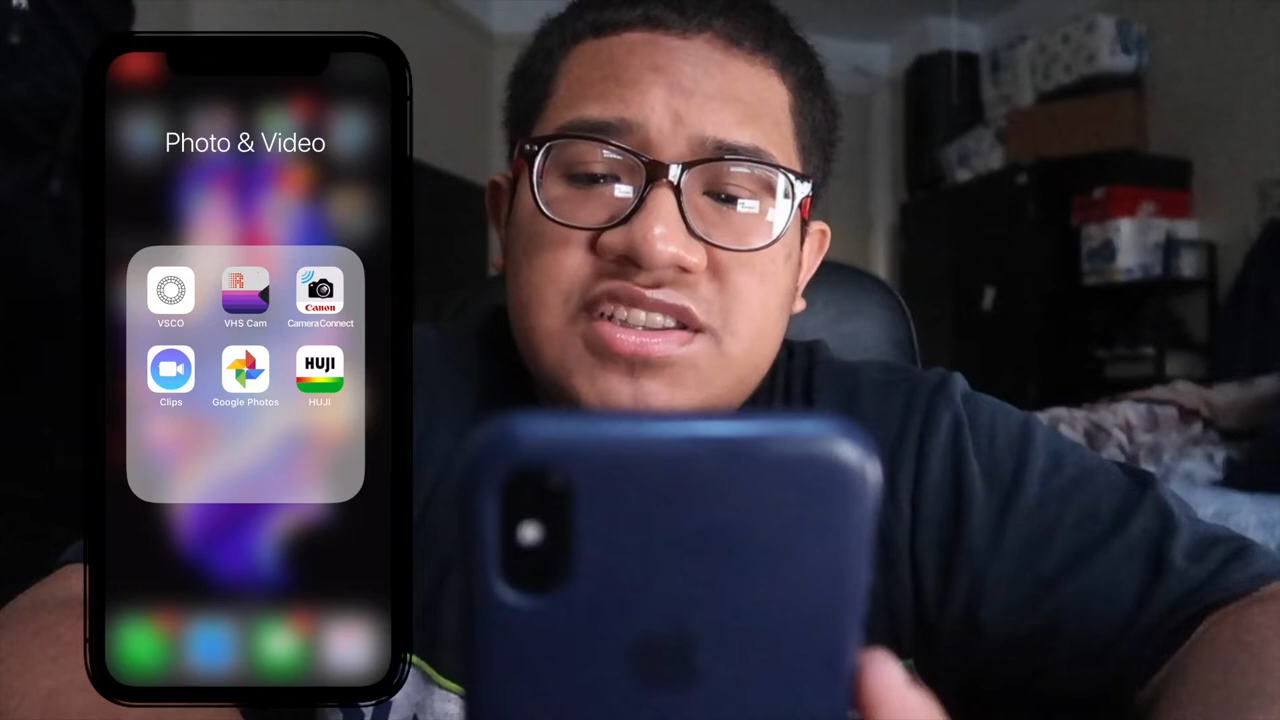 Photo & Video
R
Canon
VSCO
VHS Cam
CameraConnect
HUJI
Clips
Google Photos
HUJI